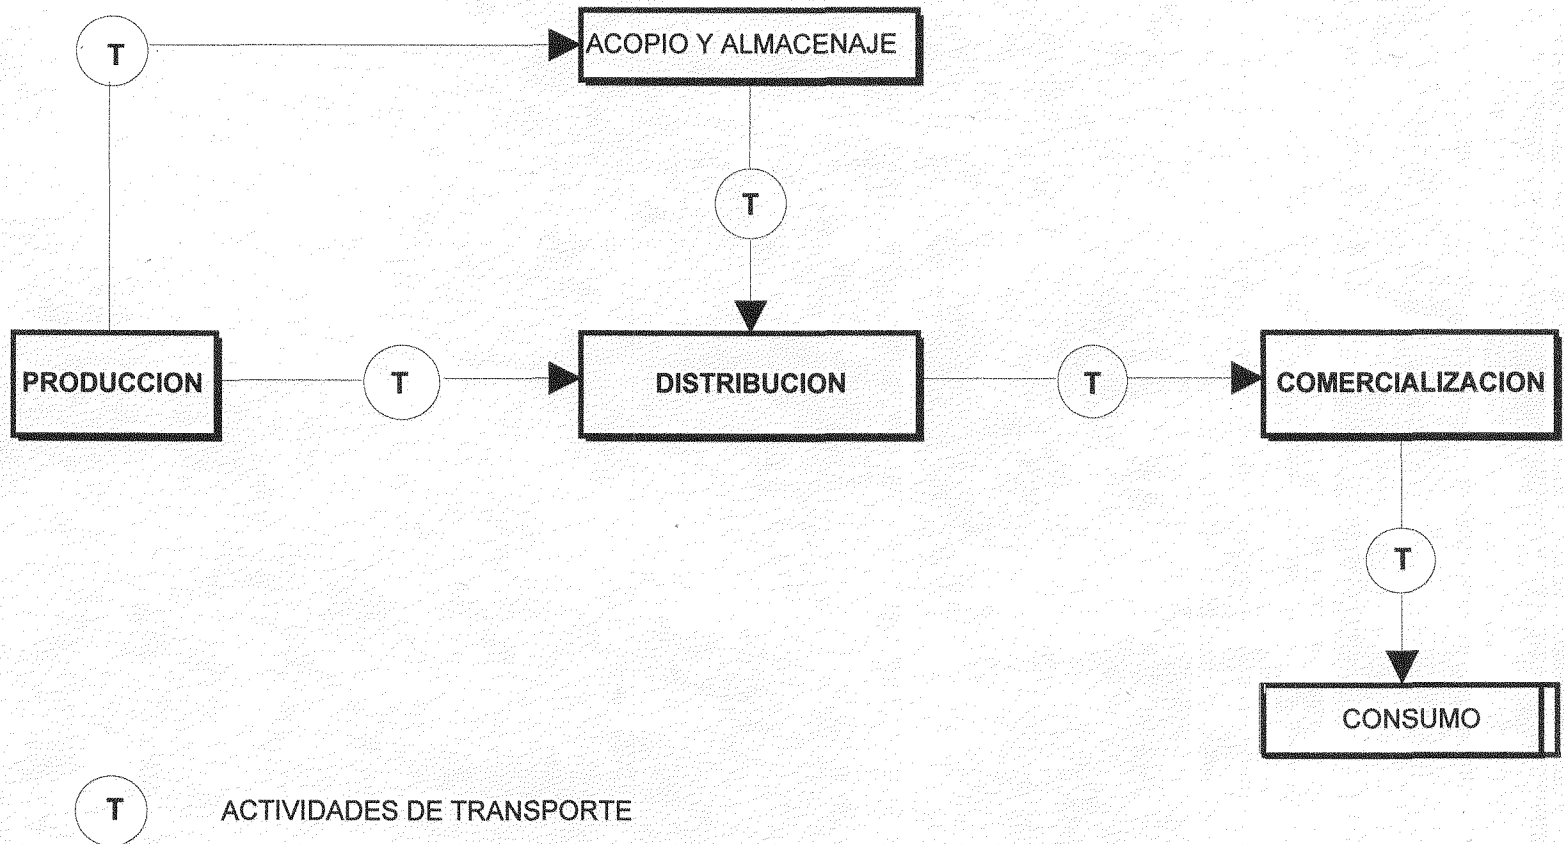 T
ACOPIO Y ALMACENAJE
T
PRODUCCION
T
DISTRIBUCION
T
COMERCIALIZACION
T
CONSUMO
T ACTIVIDADES DE TRANSPORTE